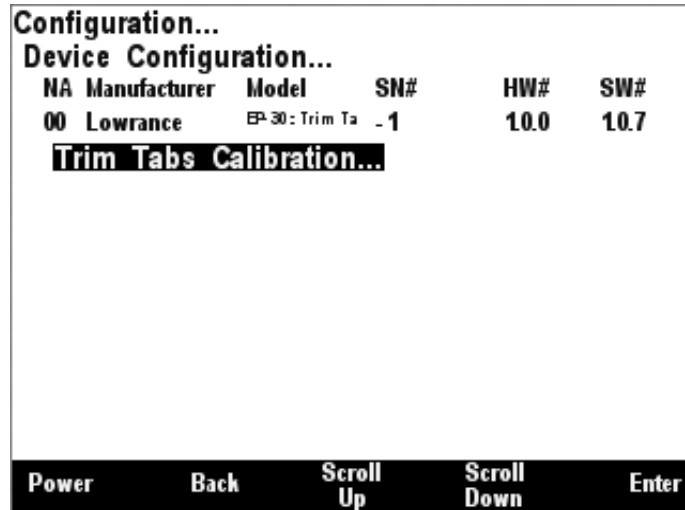 Configuration...
Device Configuration...
NA Manufacturer Model SN# HW# SW#
00 Lowrance EP-30: Trim Ta -1 1.0.0 1.0.7
Trim Tabs Calibration...
Power Back Scroll Up Scroll Down Enter